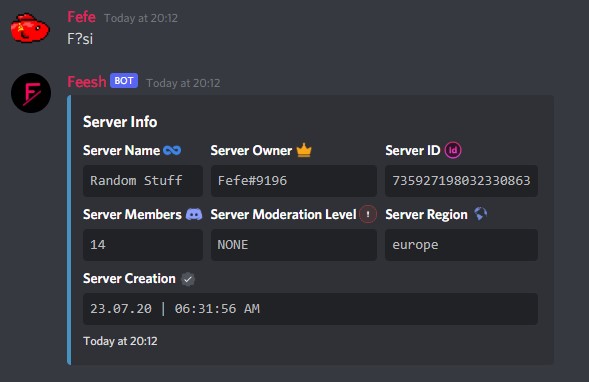 Fefe Today at 20:12
F?si
Feesh BOT Today at 20:12
Server Info
Server Name Server Owner Server ID id
Random Stuff Fefe#9196 735927198032330863
Server Members Server Moderation Level ! Server Region
14 NONE europe
Server Creation
23.07.20 | 06:31:56 AM
Today at 20:12